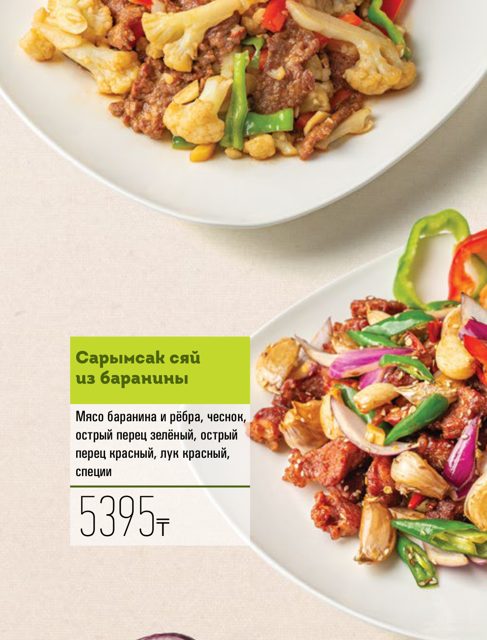 Сарымсак сяй
из баранины
Мясо баранина и рёбра, чеснок,
острый перец зелёный, острый
перец красный, лук красный,
специи
5395₸